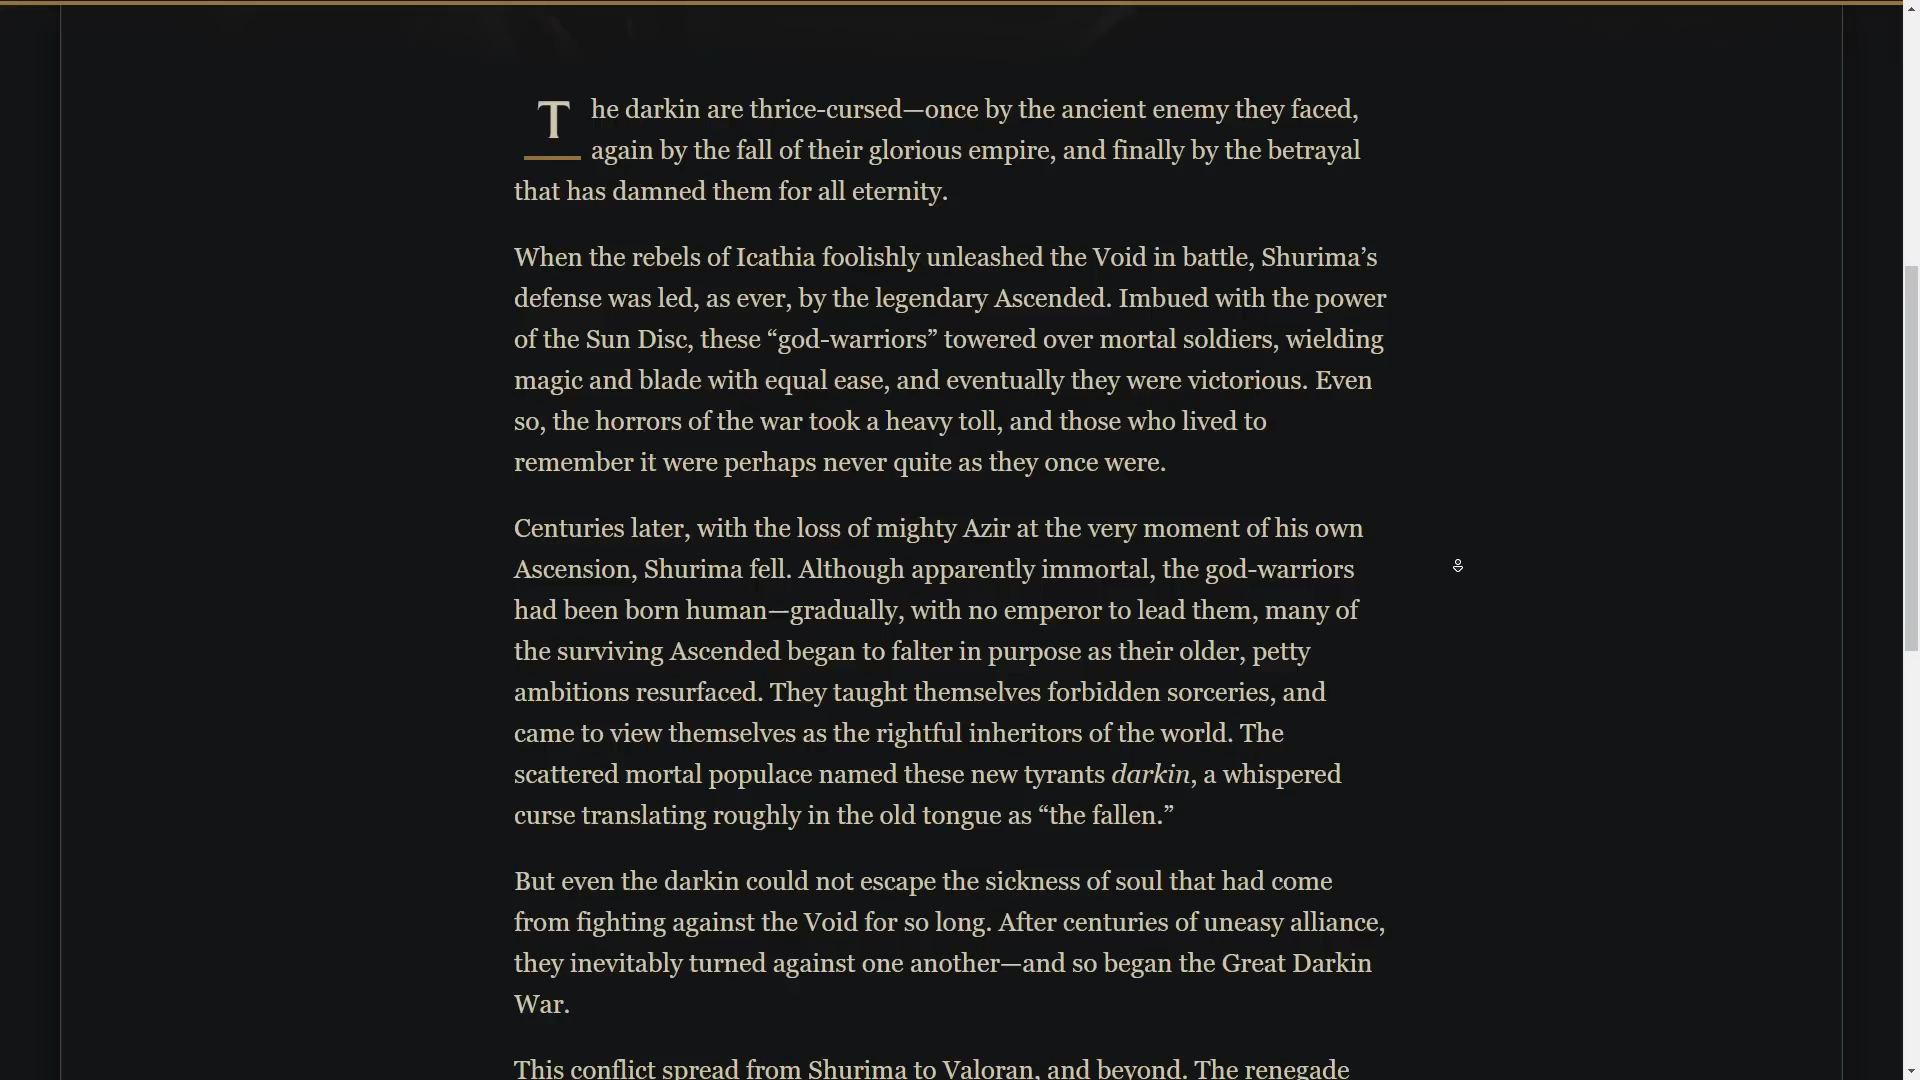 The darkin are thrice-cursed—once by the ancient enemy they faced,
again by the fall of their glorious empire, and finally by the betrayal
that has damned them for all eternity.
When the rebels of Icathia foolishly unleashed the Void in battle, Shurima’s
defense was led, as ever, by the legendary Ascended. Imbued with the power
of the Sun Disc, these “god-warriors” towered over mortal soldiers, wielding
magic and blade with equal ease, and eventually they were victorious. Even
so, the horrors of the war took a heavy toll, and those who lived to
remember it were perhaps never quite as they once were.
Centuries later, with the loss of mighty Azir at the very moment of his own
Ascension, Shurima fell. Although apparently immortal, the god-warriors
had been born human—gradually, with no emperor to lead them, many of
the surviving Ascended began to falter in purpose as their older, petty
ambitions resurfaced. They taught themselves forbidden sorceries, and
came to view themselves as the rightful inheritors of the world. The
scattered mortal populace named these new tyrants darkin, a whispered
curse translating roughly in the old tongue as “the fallen.”
But even the darkin could not escape the sickness of soul that had come
from fighting against the Void for so long. After centuries of uneasy alliance,
they inevitably turned against one another—and so began the Great Darkin
War.
This conflict spread from Shurima to Valoran, and beyond. The renegade